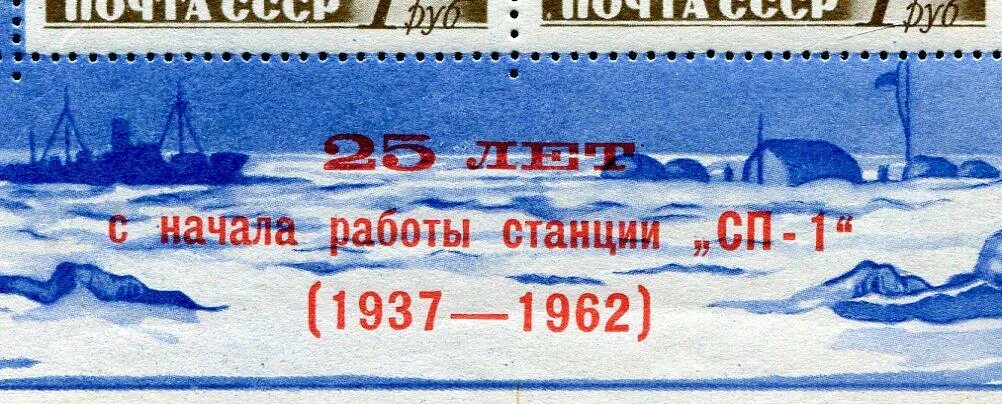 ПОЧТА СССР 1 руб ПОЧТА СССР 1 руб
25 ЛЕТ
с начала работы станции „СП-1“
(1937—1962)